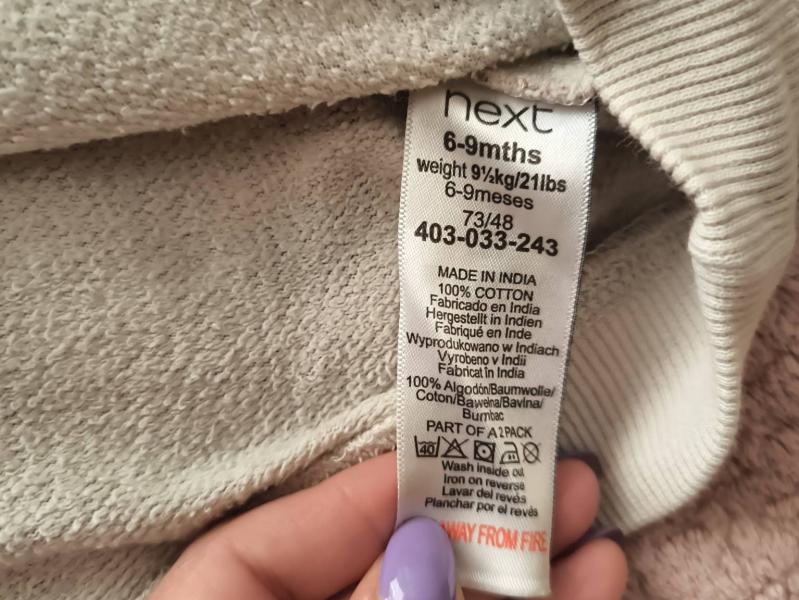 next
6-9mths
weight 9½kg/21lbs
6-9meses
73/48
403-033-243
MADE IN INDIA
100% COTTON
Fabricado en India
Hergestellt in Indien
Fabriqué en Inde
Wyprodukowano w Indiach
Vyrobeno v Indii
Fabricat în India
100% Algodón/Baumwolle/
Coton/Bawełna/Bavlna/
Bumbac
PART OF A 2 PACK
40
Wash inside out
Iron on reverse
Lavar del revés
Planchar por el revés
AWAY FROM FIRE